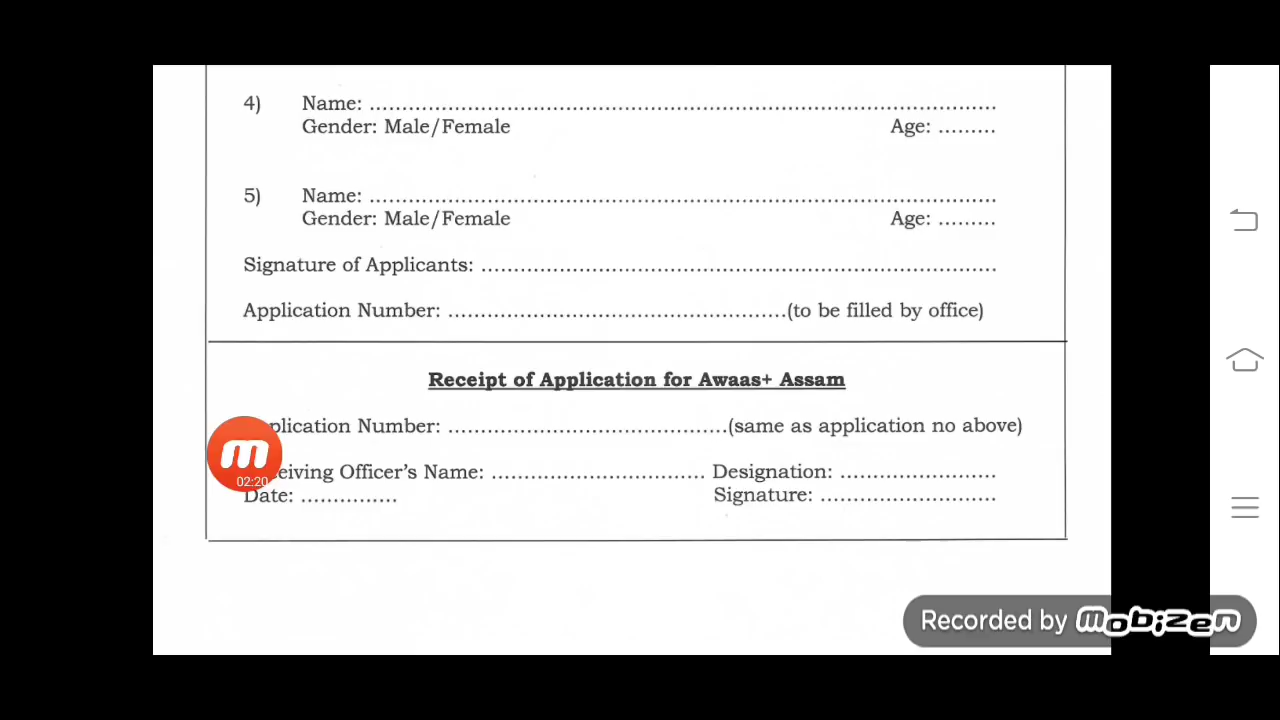 4) Name: ................................................................................................
Gender: Male/Female Age: .........
5) Name: ................................................................................................
Gender: Male/Female Age: .........
Signature of Applicants: ...............................................................................
Application Number: ....................................................(to be filled by office)
Receipt of Application for Awaas+ Assam
plication Number: ...........................................(same as application no above)
eiving Officer's Name: ................................. Designation: ........................
Date: ............... Signature: ...........................
m
02:20
Recorded by mobizen